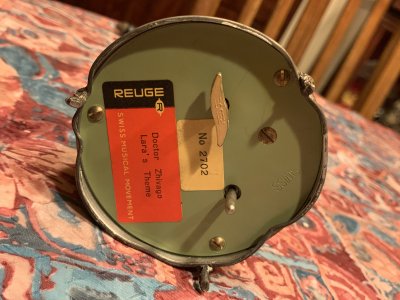 REUGE
R
SWISS MUSICAL MOVEMENT
Doctor Zhivago
Lara's Theme
No 2702